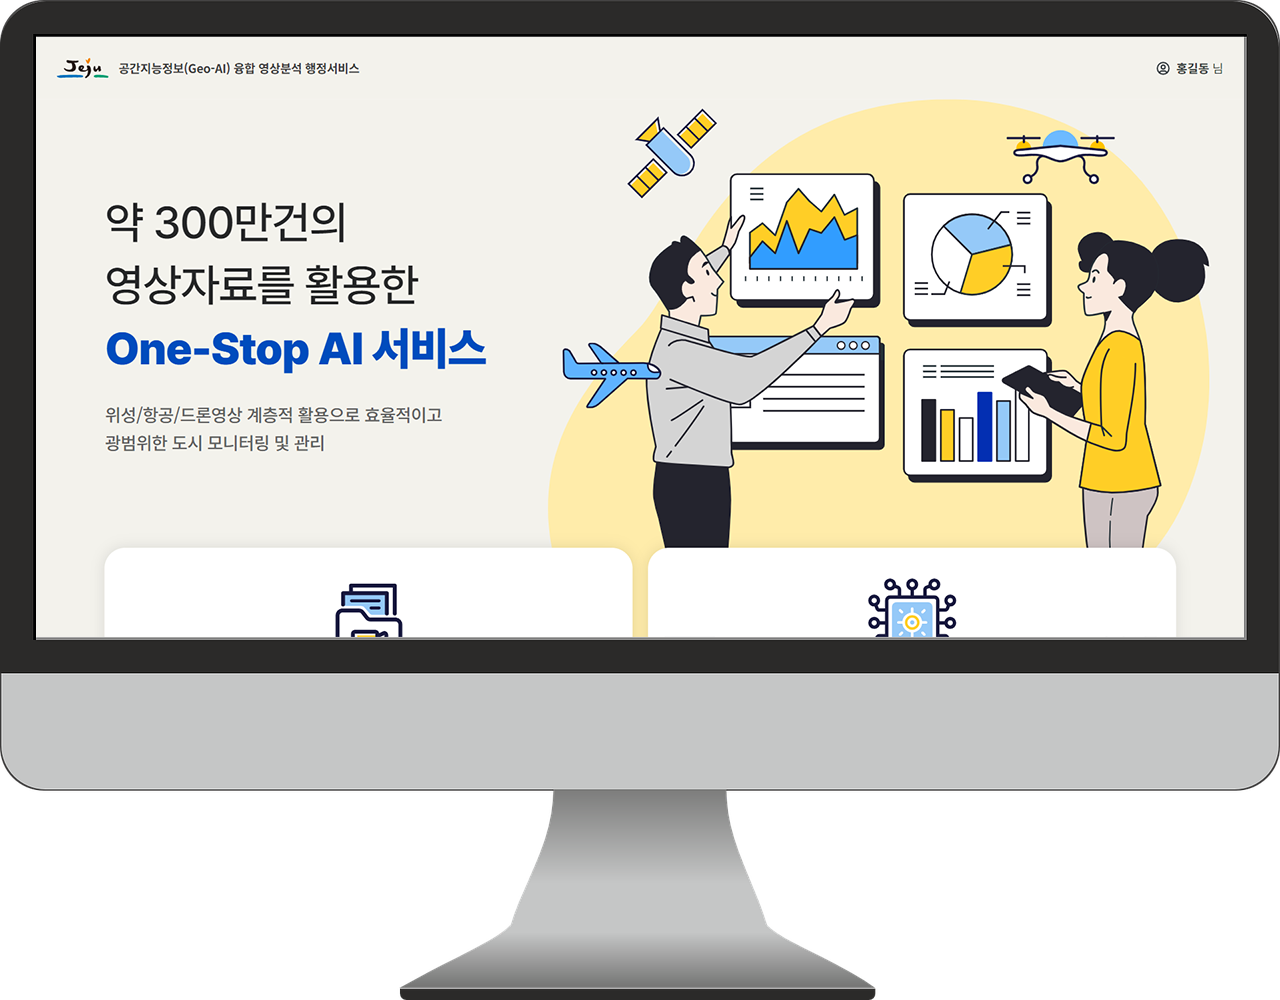 Jeju 공간지능정보(Geo-AI) 융합 영상분석 행정서비스
홍길동 님
약 300만건의
영상자료를 활용한
One-Stop AI 서비스
위성/항공/드론영상 계층적 활용으로 효율적이고
광범위한 도시 모니터링 및 관리